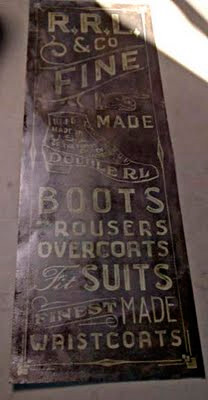 R.R.L.
& CO
FINE
MADE
DOUBLE RL
BOOTS
TROUSERS
OVERCOATS
Fit SUITS
FINEST MADE
WAISTCOATS